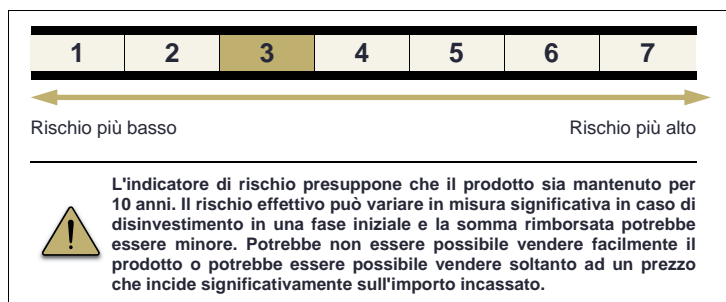 1 2 3 4 5 6 7
Rischio più basso Rischio più alto
L'indicatore di rischio presuppone che il prodotto sia mantenuto per
10 anni. Il rischio effettivo può variare in misura significativa in caso di
disinvestimento in una fase iniziale e la somma rimborsata potrebbe
essere minore. Potrebbe non essere possibile vendere facilmente il
prodotto o potrebbe essere possibile vendere soltanto ad un prezzo
che incide significativamente sull'importo incassato.